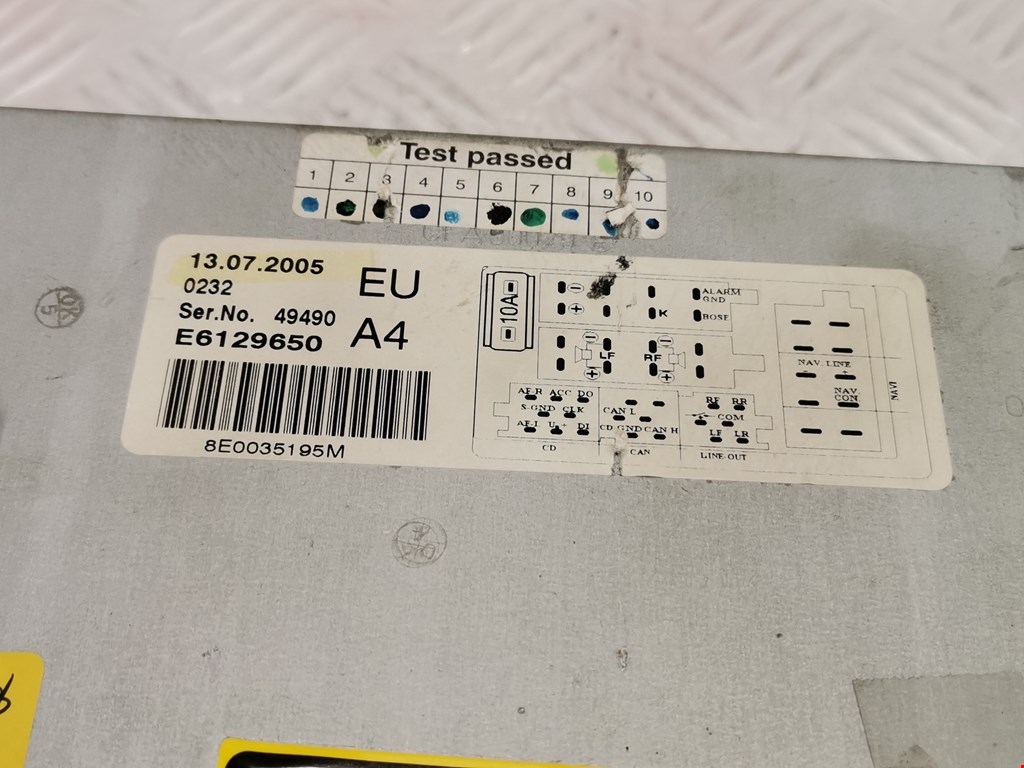 Test passed
1 2 3 4 5 6 7 8 9 10
13.07.2005
0232
EU
Ser.No. 49490
E6129650
A4
8E0035195M
10A
ALARM
GND
K
BOSE
LF RF
NAV. LINE
NAV.
CON.
NAVI
AF-R ACC DO
S-GND CLK
AF-L U+ DI
CD
CAN L
CD GND CAN H
CAN
RF RR
COM
LF LR
LINE-OUT